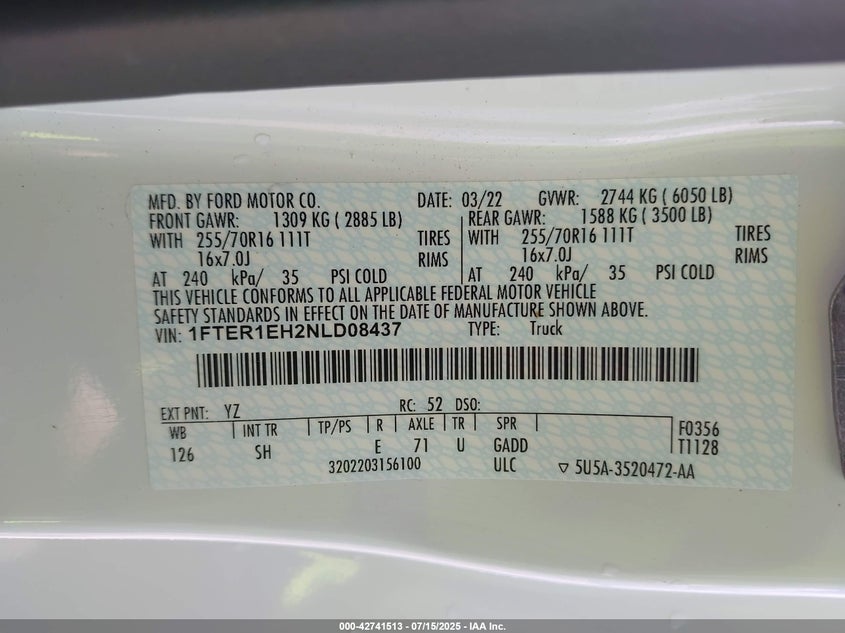 MFD. BY FORD MOTOR CO. DATE: 03/22 GVWR: 2744 KG ( 6050 LB)
FRONT GAWR: 1309 KG ( 2885 LB) REAR GAWR: 1588 KG ( 3500 LB)
WITH 255/70R16 111T TIRES WITH 255/70R16 111T TIRES
16x7.0J RIMS 16x7.0J RIMS
AT 240 kPa/ 35 PSI COLD AT 240 kPa/ 35 PSI COLD
THIS VEHICLE CONFORMS TO ALL APPLICABLE FEDERAL MOTOR VEHICLE
SAFETY STANDARDS IN EFFECT ON THE DATE OF MANUFACTURE SHOWN ABOVE.
VIN: 1FTER1EH2NLD08437 TYPE: Truck
EXT PNT: YZ RC: 52 DSO:
WB INT TR TP/PS R AXLE TR SPR F0356
126 SH E 71 U GADD T1128
3202203156100 ULC ▽ 5U5A-3520472-AA
000-42741513 - 07/15/2025 - IAA Inc.